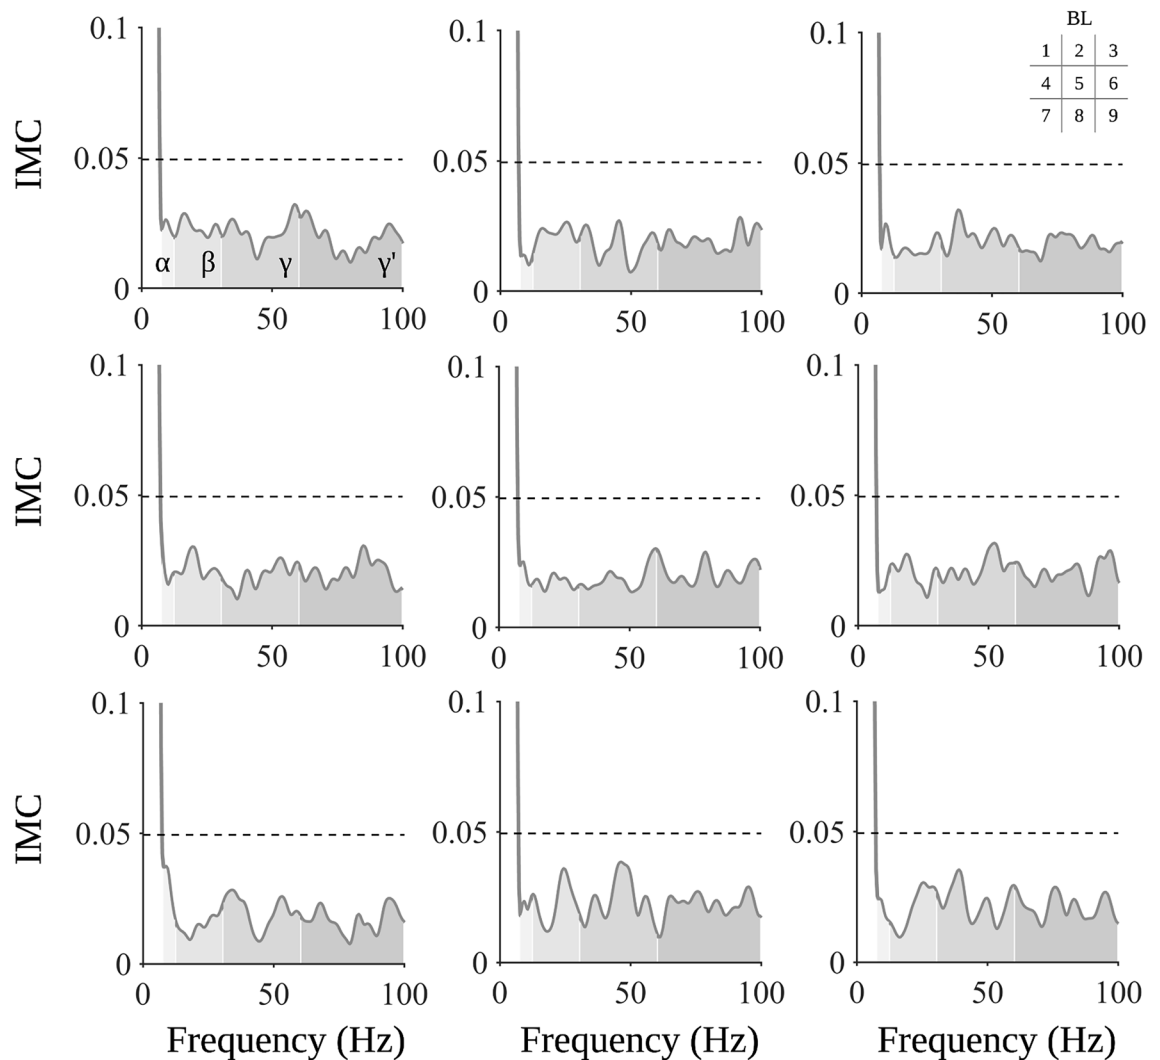 0.1 0.1 0.1 BL
1 2 3
4 5 6
7 8 9
IMC 0.05 0.05 0.05
α β γ γ'
0 0 0
0 50 100 0 50 100 0 50 100
0.1 0.1 0.1
IMC 0.05 0.05 0.05
0 0 0
0 50 100 0 50 100 0 50 100
0.1 0.1 0.1
IMC 0.05 0.05 0.05
0 0 0
0 50 100 0 50 100 0 50 100
Frequency (Hz) Frequency (Hz) Frequency (Hz)